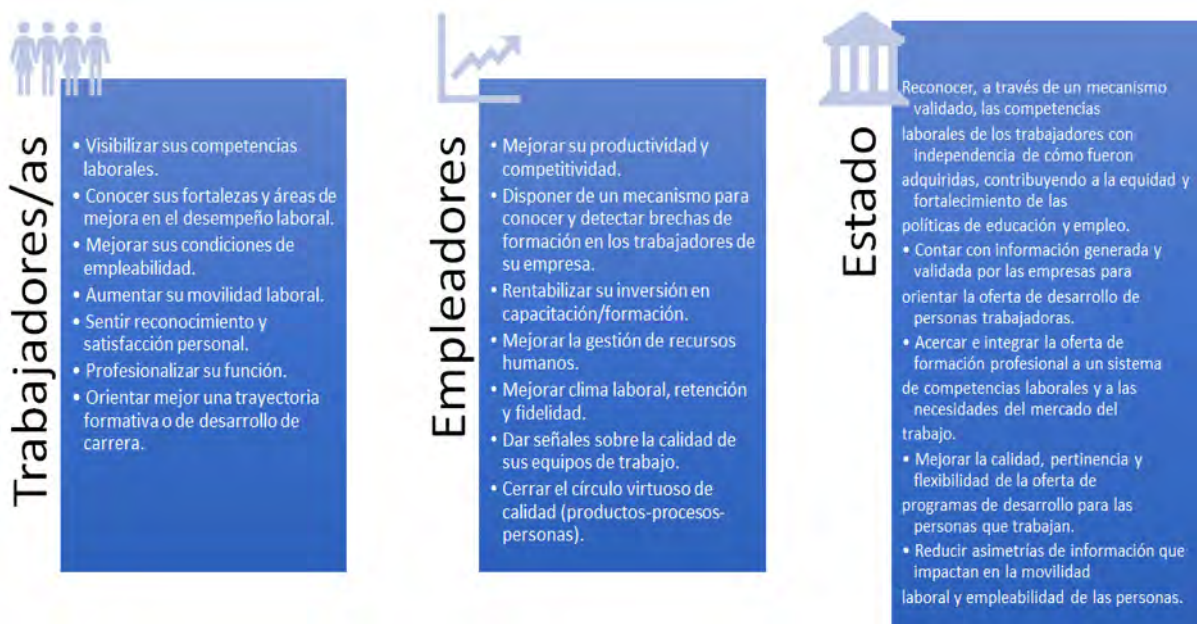 Trabajadores/as
• Visibilizar sus competencias
laborales.
• Conocer sus fortalezas y áreas de
mejora en el desempeño laboral.
• Mejorar sus condiciones de
empleabilidad.
• Aumentar su movilidad laboral.
• Sentir reconocimiento y
satisfacción personal.
• Profesionalizar su función.
• Orientar mejor una trayectoria
formativa o de desarrollo de
carrera.
Empleadores
• Mejorar su productividad y
competitividad.
• Disponer de un mecanismo para
conocer y detectar brechas de
formación en los trabajadores de
su empresa.
• Rentabilizar su inversión en
capacitación/formación.
• Mejorar la gestión de recursos
humanos.
• Mejorar clima laboral, retención
y fidelidad.
• Dar señales sobre la calidad de
sus equipos de trabajo.
• Cerrar el círculo virtuoso de
calidad (productos-procesos-
personas).
Estado
Reconocer, a través de un mecanismo
validado, las competencias
laborales de los trabajadores con
independencia de cómo fueron
adquiridas, contribuyendo a la equidad y
fortalecimiento de las
políticas de educación y empleo.
• Contar con información generada y
validada por las empresas para
orientar la oferta de desarrollo de
personas trabajadoras.
• Acercar e integrar la oferta de
formación profesional a un sistema
de competencias laborales y a las
necesidades del mercado del
trabajo.
• Mejorar la calidad, pertinencia y
flexibilidad de la oferta de
programas de desarrollo para las
personas que trabajan.
• Reducir asimetrías de información que
impactan en la movilidad
laboral y empleabilidad de las personas.